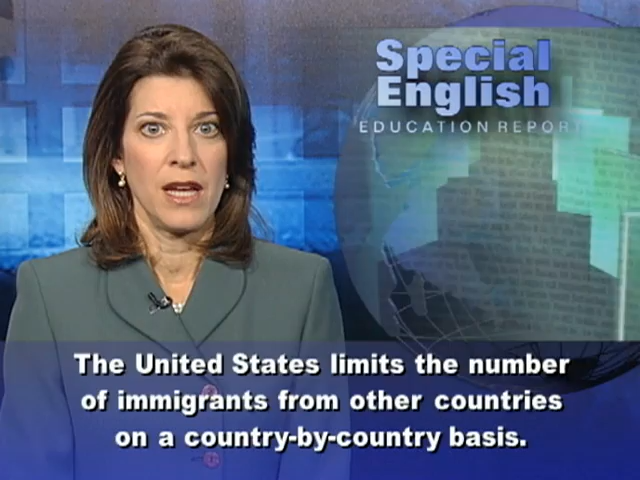 Special
English
EDUCATION REPORT
The United States limits the number
of immigrants from other countries
on a country-by-country basis.